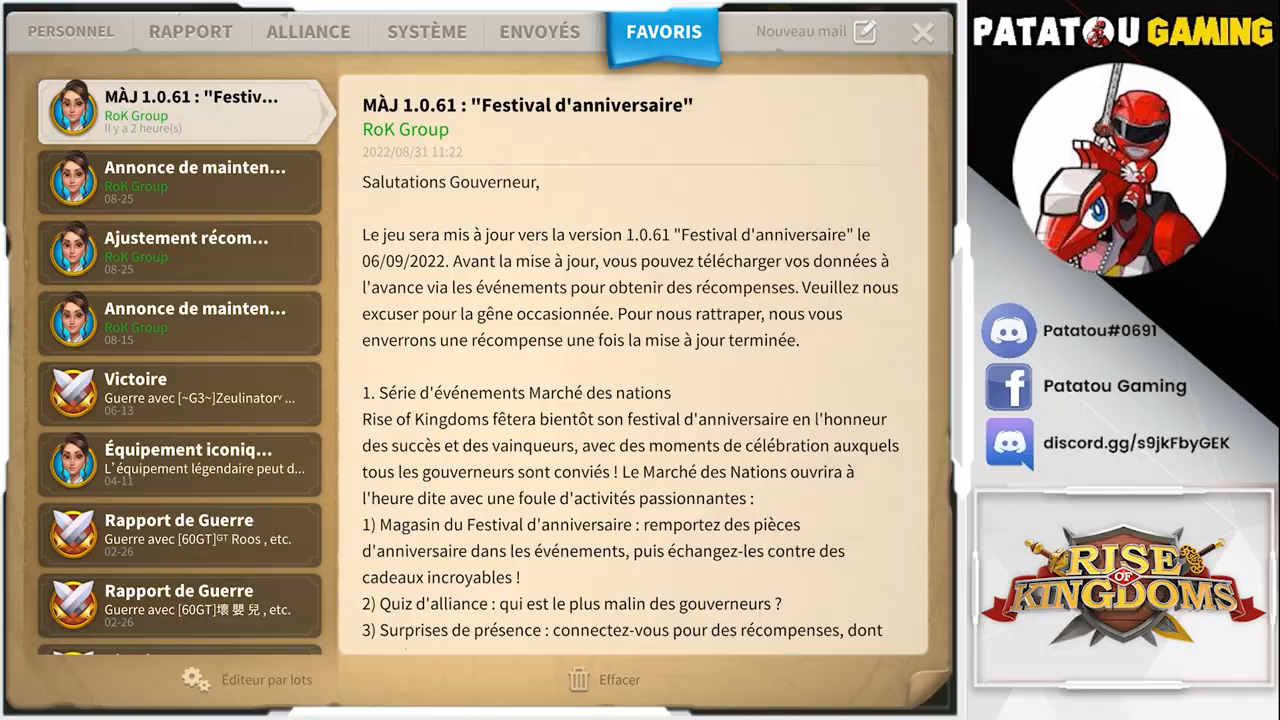 PERSONNEL
RAPPORT
ALLIANCE
SYSTÈME
ENVOYÉS
FAVORIS
Nouveau mail
MÀJ 1.0.61 : "Festiv...
RoK Group
Il y a 2 heure(s)
Annonce de mainten...
RoK Group
08-25
Ajustement récom...
RoK Group
08-25
Annonce de mainten...
RoK Group
08-15
Victoire
Guerre avec [~G3~]Zeulinatorᵛ ...
06-13
Équipement iconiq...
L'équipement légendaire peut d...
04-11
Rapport de Guerre
Guerre avec [60GT]ᴳᵀ Roos , etc.
02-26
Rapport de Guerre
Guerre avec [60GT]壞 嬰 兒 , etc.
02-26
Éditeur par lots
MÀJ 1.0.61 : "Festival d'anniversaire"
RoK Group
2022/08/31 11:22
Salutations Gouverneur,
Le jeu sera mis à jour vers la version 1.0.61 "Festival d'anniversaire" le
06/09/2022. Avant la mise à jour, vous pouvez télécharger vos données à
l'avance via les événements pour obtenir des récompenses. Veuillez nous
excuser pour la gêne occasionnée. Pour nous rattraper, nous vous
enverrons une récompense une fois la mise à jour terminée.
1. Série d'événements Marché des nations
Rise of Kingdoms fêtera bientôt son festival d'anniversaire en l'honneur
des succès et des vainqueurs, avec des moments de célébration auxquels
tous les gouverneurs sont conviés ! Le Marché des Nations ouvrira à
l'heure dite avec une foule d'activités passionnantes :
1) Magasin du Festival d'anniversaire : remportez des pièces
d'anniversaire dans les événements, puis échangez-les contre des
cadeaux incroyables !
2) Quiz d'alliance : qui est le plus malin des gouverneurs ?
3) Surprises de présence : connectez-vous pour des récompenses, dont
Effacer
PATATOU GAMING
Patatou#0691
Patatou Gaming
discord.gg/s9jkFbyGEK
RISE
OF
KINGDOMS